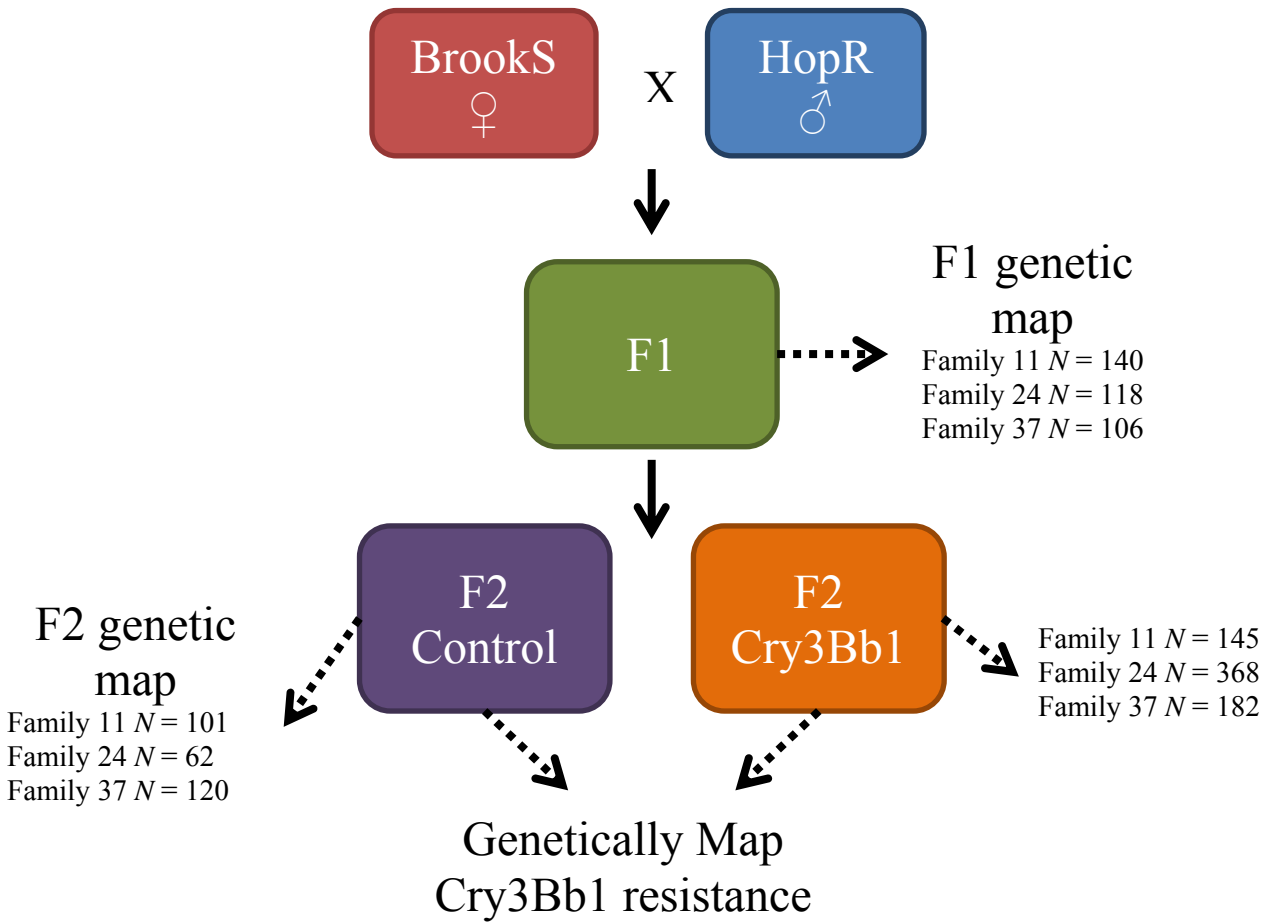 BrookS
♀
X
HopR
♂
F1
F1 genetic
map
Family 11 N = 140
Family 24 N = 118
Family 37 N = 106
F2
Control
F2
Cry3Bb1
F2 genetic
map
Family 11 N = 101
Family 24 N = 62
Family 37 N = 120
Family 11 N = 145
Family 24 N = 368
Family 37 N = 182
Genetically Map
Cry3Bb1 resistance